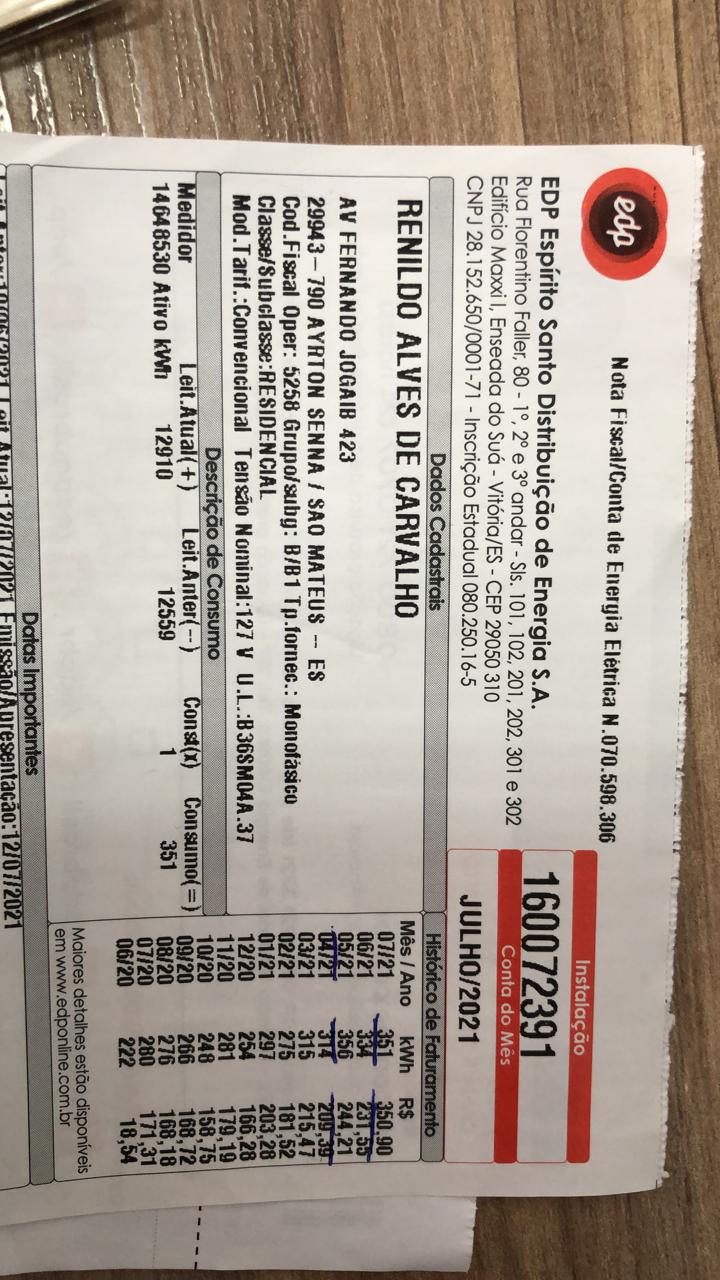 edp
Nota Fiscal/Conta de Energia Elétrica N.070.598.306
EDP Espírito Santo Distribuição de Energia S.A.
Rua Florentino Faller, 80 - 1º, 2º e 3º andar - Sls. 101, 102, 201, 202, 301 e 302
Edifício Maxxi I, Enseada do Suá - Vitória/ES - CEP 29050 310
CNPJ 28.152.650/0001-71 - Inscrição Estadual 080.250.16-5
Instalação
160072391
Conta do Mês
JULHO/2021
Dados Cadastrais
RENILDO ALVES DE CARVALHO
AV FERNANDO JOGAIB 423
29943-790 AYRTON SENNA / SAO MATEUS -- ES
Cod.Fiscal Oper: 5258 Grupo/subg: B/B1 Tp.fornec.: Monofásico
Classe/Subclasse:RESIDENCIAL
Mod.Tarif.:Convencional Tensão Nominal:127 V U.L.:B36SM04A.37
Descrição de Consumo
Medidor Leit.Atual(+) Leit.Anter(--) Const(x) Consumo(=)
14648530 Ativo kWh 12910 12559 1 351
Histórico de Faturamento
Mês / Ano kWh R$
07/21 351 350,90
06/21 334 231,55
05/21 356 244,21
04/21 314 209,39
03/21 315 215,47
02/21 275 181,52
01/21 297 203,28
12/20 254 166,28
11/20 281 179,19
10/20 248 158,75
09/20 266 168,72
08/20 276 168,18
07/20 280 171,31
06/20 222 18,54
Maiores detalhes estão disponíveis
em www.edponline.com.br
Datas Importantes
Leit.Anter:10/06/2021 Leit.Atual:12/07/2021 Emissão/Apresentação:12/07/2021